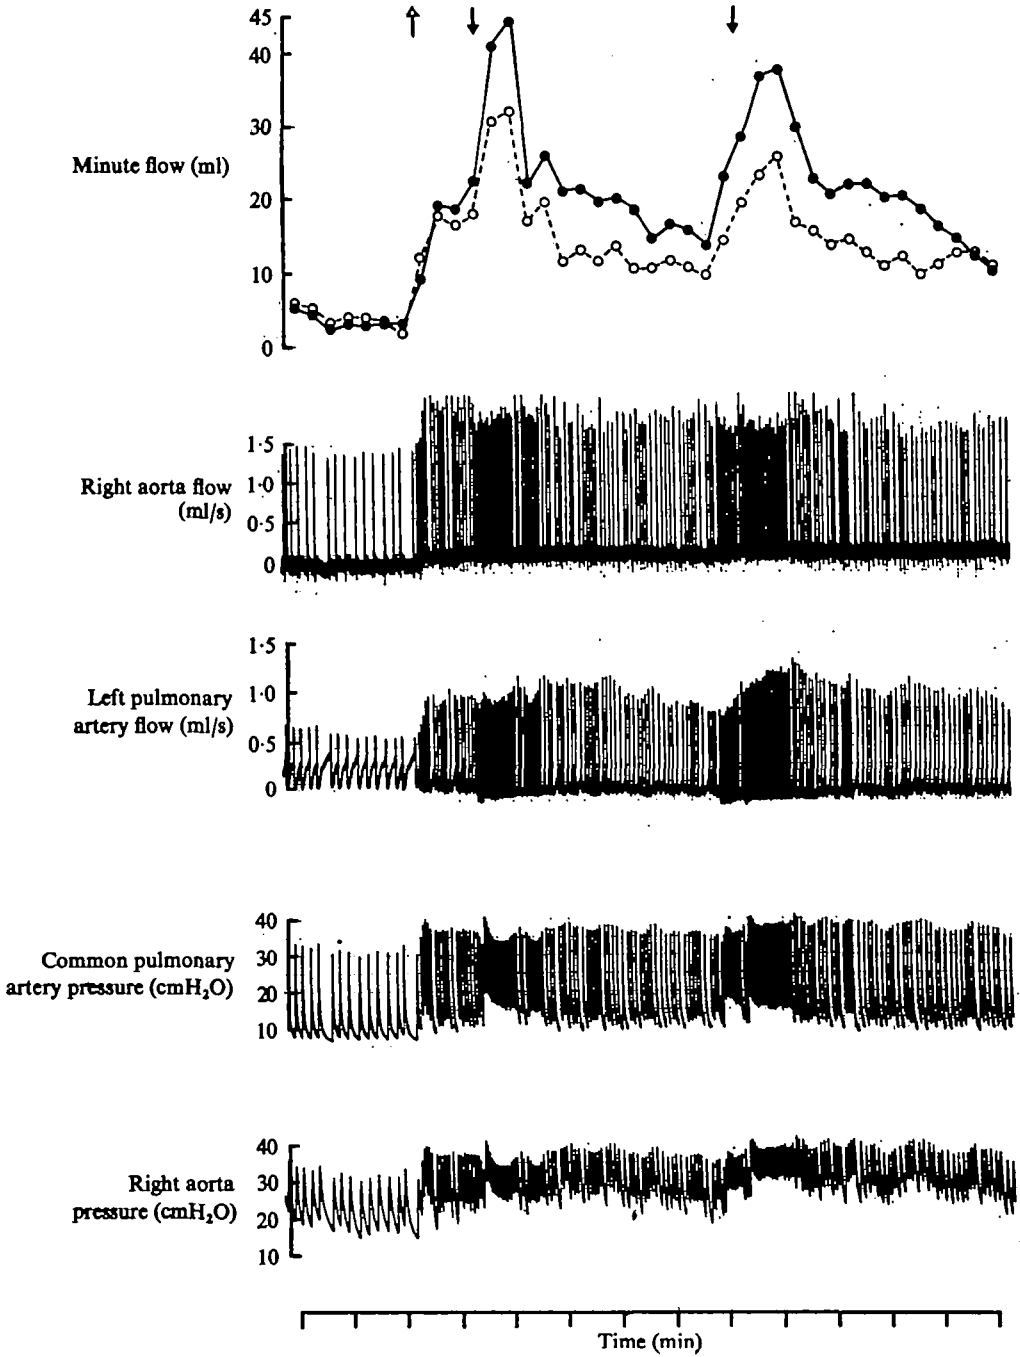 45
40
30
Minute flow (ml)
20
10
0
1·5
1·0
Right aorta flow
(ml/s)
0·5
0
1·5
1·0
Left pulmonary
artery flow (ml/s)
0·5
0
40
30
Common pulmonary
artery pressure (cmH₂O)
20
10
40
30
Right aorta
pressure (cmH₂O)
20
10
Time (min)